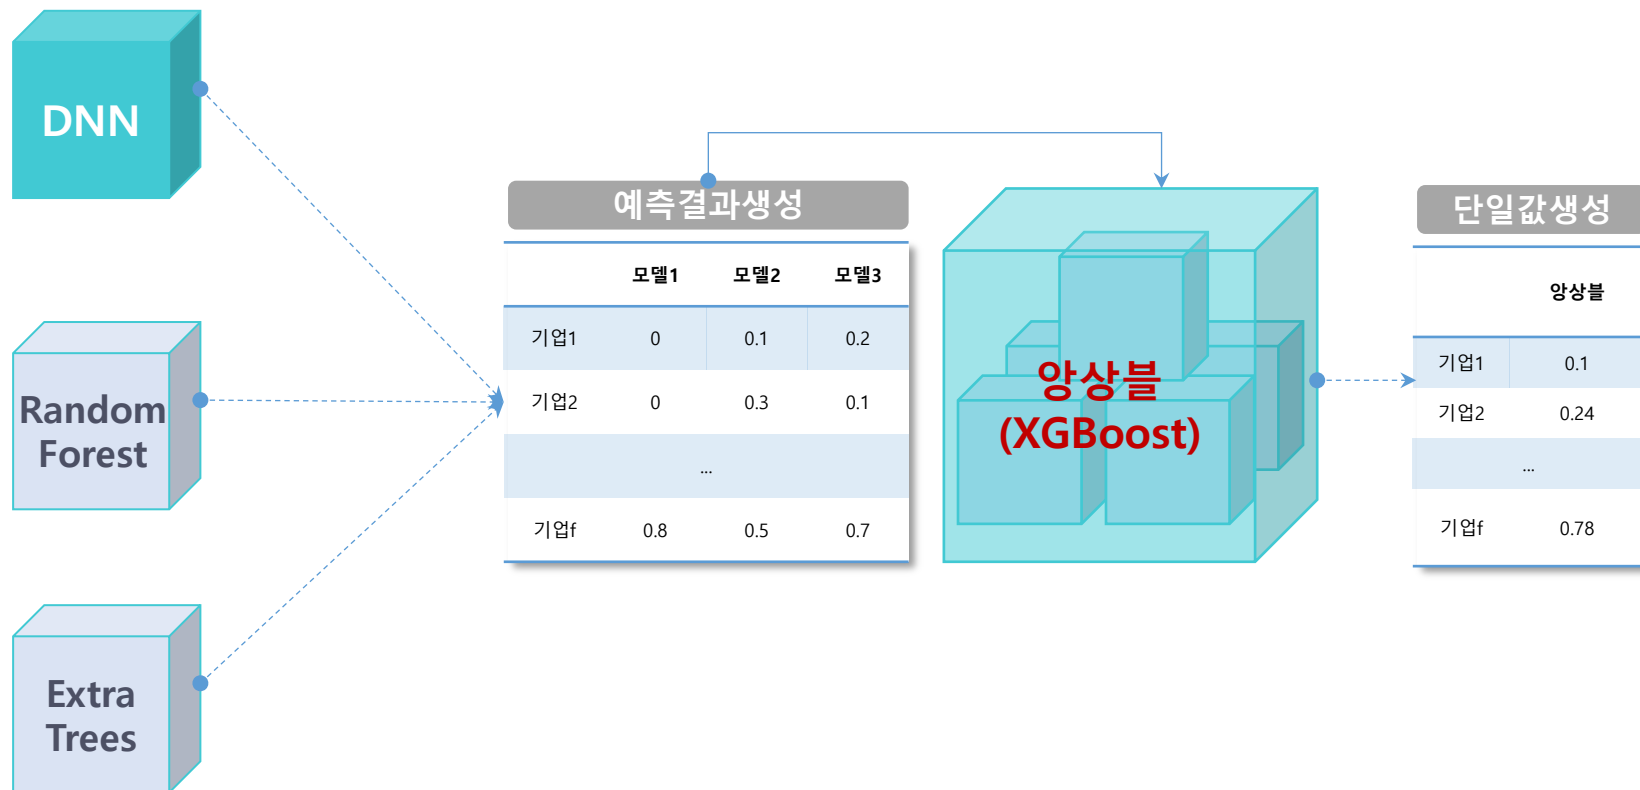 DNN
Random
Forest
Extra
Trees
예측결과생성
모델1 모델2 모델3
기업1 0 0.1 0.2
기업2 0 0.3 0.1
...
기업f 0.8 0.5 0.7
앙상블
(XGBoost)
단일값생성
앙상블
기업1 0.1
기업2 0.24
...
기업f 0.78